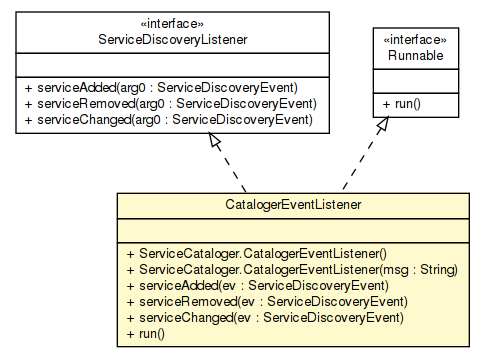 «interface»
ServiceDiscoveryListener
+ serviceAdded(arg0 : ServiceDiscoveryEvent)
+ serviceRemoved(arg0 : ServiceDiscoveryEvent)
+ serviceChanged(arg0 : ServiceDiscoveryEvent)
«interface»
Runnable
+ run()
CatalogerEventListener
+ ServiceCataloger.CatalogerEventListener()
+ ServiceCataloger.CatalogerEventListener(msg : String)
+ serviceAdded(ev : ServiceDiscoveryEvent)
+ serviceRemoved(ev : ServiceDiscoveryEvent)
+ serviceChanged(ev : ServiceDiscoveryEvent)
+ run()